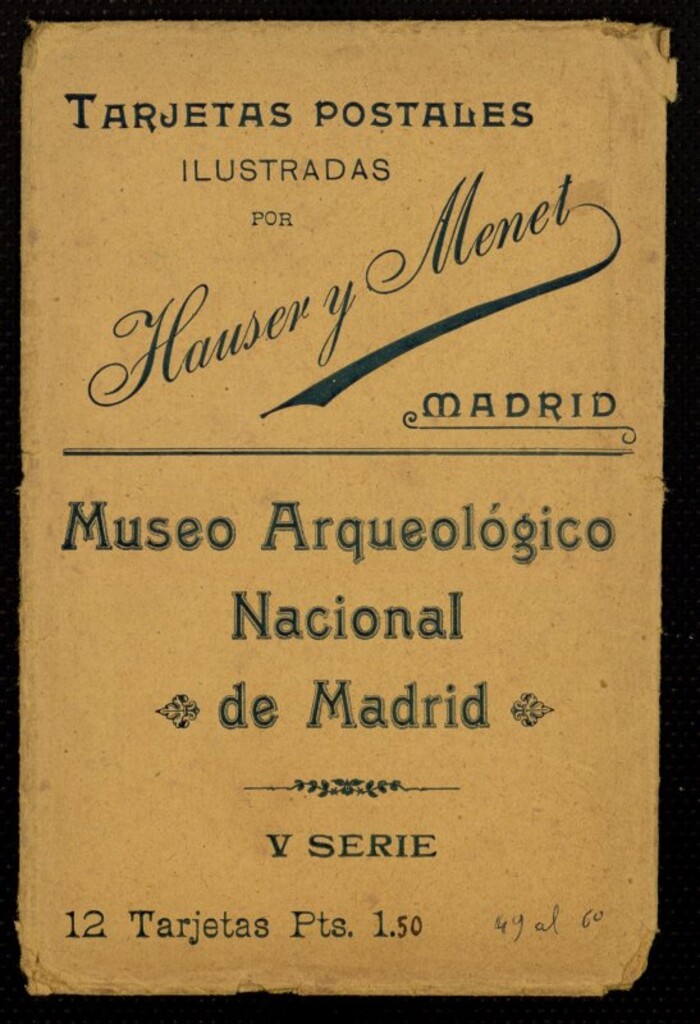 TARJETAS POSTALES
ILUSTRADAS
POR
Hauser y Menet
MADRID
Museo Arqueológico
Nacional
de Madrid
V SERIE
12 Tarjetas Pts. 1.50 49 al 60